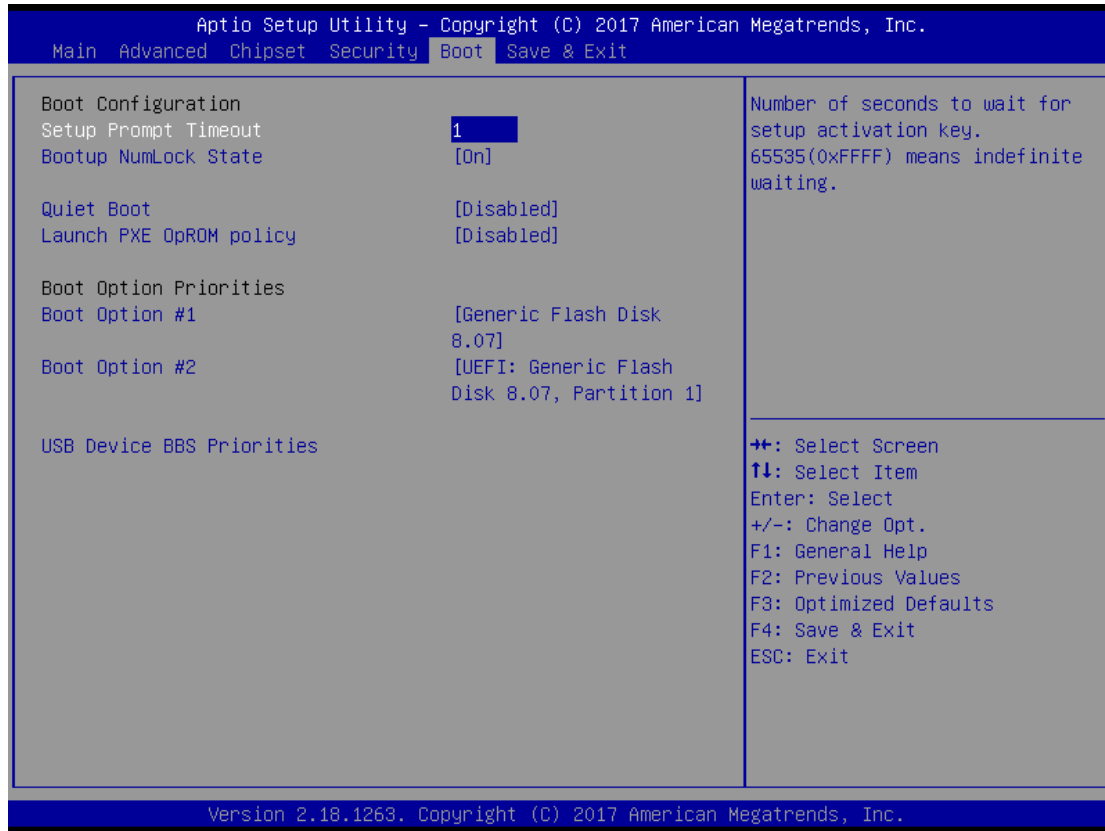 Aptio Setup Utility – Copyright (C) 2017 American Megatrends, Inc.
Main Advanced Chipset Security Boot Save & Exit
Boot Configuration
Setup Prompt Timeout 1
Bootup NumLock State [On]
Quiet Boot [Disabled]
Launch PXE OpROM policy [Disabled]
Boot Option Priorities
Boot Option #1 [Generic Flash Disk
8.07]
Boot Option #2 [UEFI: Generic Flash
Disk 8.07, Partition 1]
USB Device BBS Priorities
Number of seconds to wait for
setup activation key.
65535(0xFFFF) means indefinite
waiting.
→←: Select Screen
↑↓: Select Item
Enter: Select
+/-: Change Opt.
F1: General Help
F2: Previous Values
F3: Optimized Defaults
F4: Save & Exit
ESC: Exit
Version 2.18.1263. Copyright (C) 2017 American Megatrends, Inc.